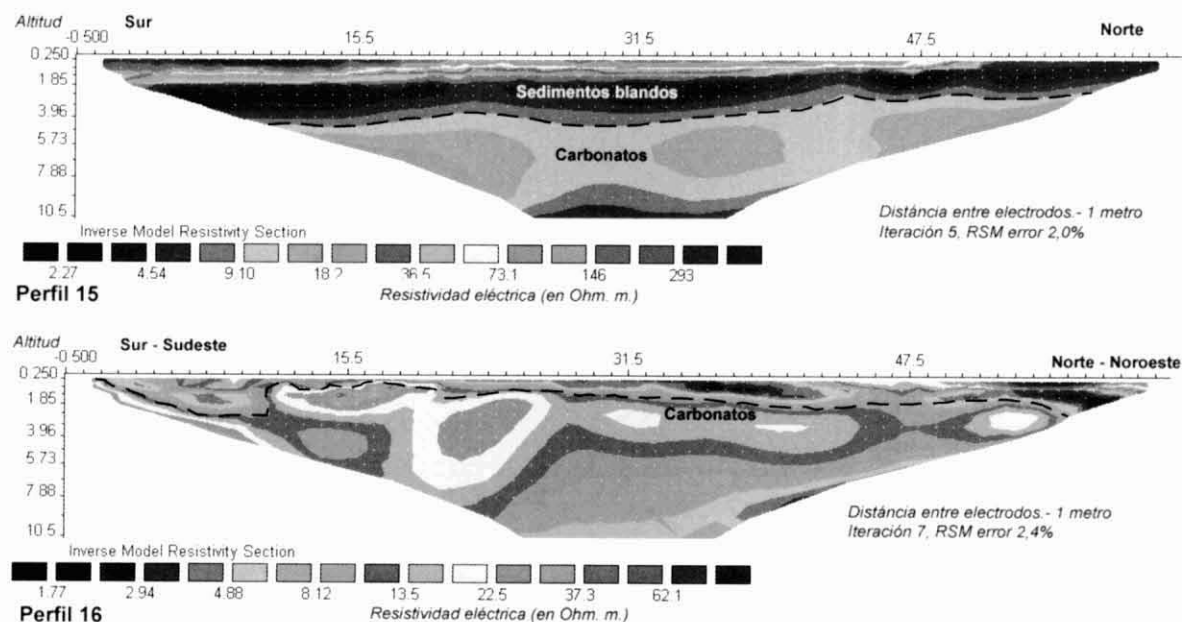 Altitud Sur Norte
-0.500 15.5 31.5 47.5
0.250
1.85
3.96
5.73
7.88
10.5
Sedimentos blandos
Carbonatos
Distáncia entre electrodos.- 1 metro
Iteración 5, RSM error 2,0%
Inverse Model Resistivity Section
2.27 4.54 9.10 18.2 36.5 73.1 146 293
Perfil 15 Resistividad eléctrica (en Ohm. m.)
Altitud Sur - Sudeste Norte - Noroeste
-0.500 15.5 31.5 47.5
0.250
1.85
3.96
5.73
7.88
10.5
Carbonatos
Distáncia entre electrodos.- 1 metro
Iteración 7, RSM error 2,4%
Inverse Model Resistivity Section
1.77 2.94 4.88 8.12 13.5 22.5 37.3 62.1
Perfil 16 Resistividad eléctrica (en Ohm. m.)